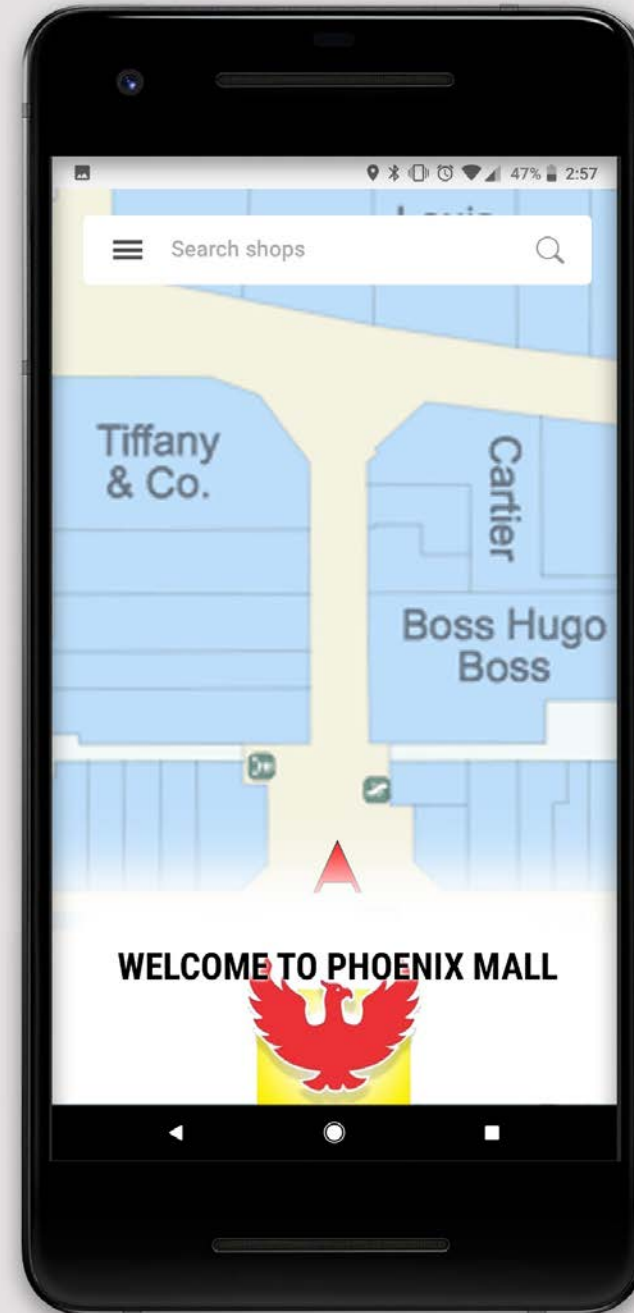 47% 2:57
Search shops
Tiffany
& Co.
Cartier
Boss Hugo
Boss
WELCOME TO PHOENIX MALL